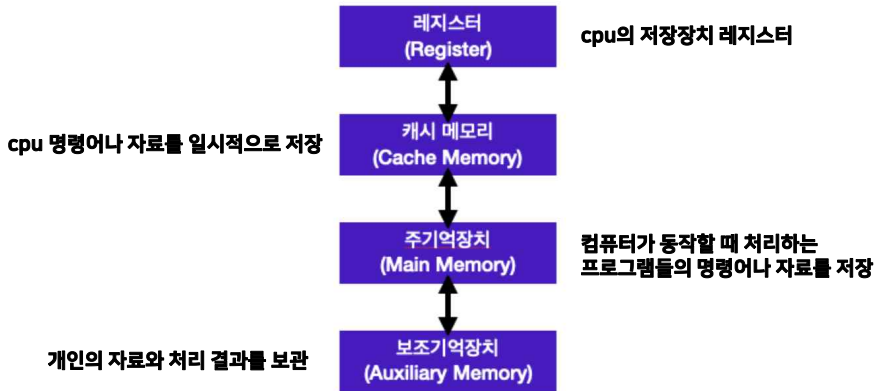 레지스터
(Register)
cpu의 저장장치 레지스터
캐시 메모리
(Cache Memory)
cpu 명령어나 자료를 일시적으로 저장
주기억장치
(Main Memory)
컴퓨터가 동작할 때 처리하는
프로그램들의 명령어나 자료를 저장
보조기억장치
(Auxiliary Memory)
개인의 자료와 처리 결과를 보관